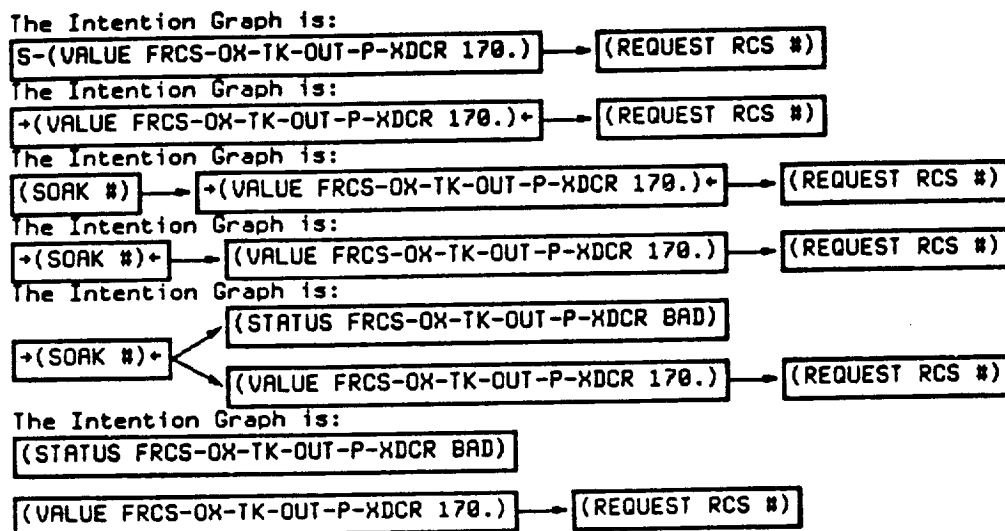 The Intention Graph is:
S-(VALUE FRCS-OX-TK-OUT-P-XDCR 170.) → (REQUEST RCS #)
The Intention Graph is:
→(VALUE FRCS-OX-TK-OUT-P-XDCR 170.)← → (REQUEST RCS #)
The Intention Graph is:
(SOAK #) → →(VALUE FRCS-OX-TK-OUT-P-XDCR 170.)← → (REQUEST RCS #)
The Intention Graph is:
→(SOAK #)← → (VALUE FRCS-OX-TK-OUT-P-XDCR 170.) → (REQUEST RCS #)
The Intention Graph is:
(STATUS FRCS-OX-TK-OUT-P-XDCR BAD)
→(SOAK #)←
(VALUE FRCS-OX-TK-OUT-P-XDCR 170.) → (REQUEST RCS #)
The Intention Graph is:
(STATUS FRCS-OX-TK-OUT-P-XDCR BAD)
(VALUE FRCS-OX-TK-OUT-P-XDCR 170.) → (REQUEST RCS #)